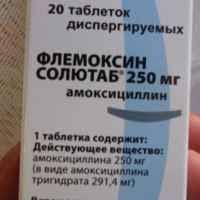 20 таблеток
диспергируемых
ФЛЕМОКСИН
СОЛЮТАБ® 250 мг
амоксициллин
1 таблетка содержит:
Действующее вещество:
амоксициллина 250 мг
(в виде амоксициллина
тригидрата 291,4 мг)